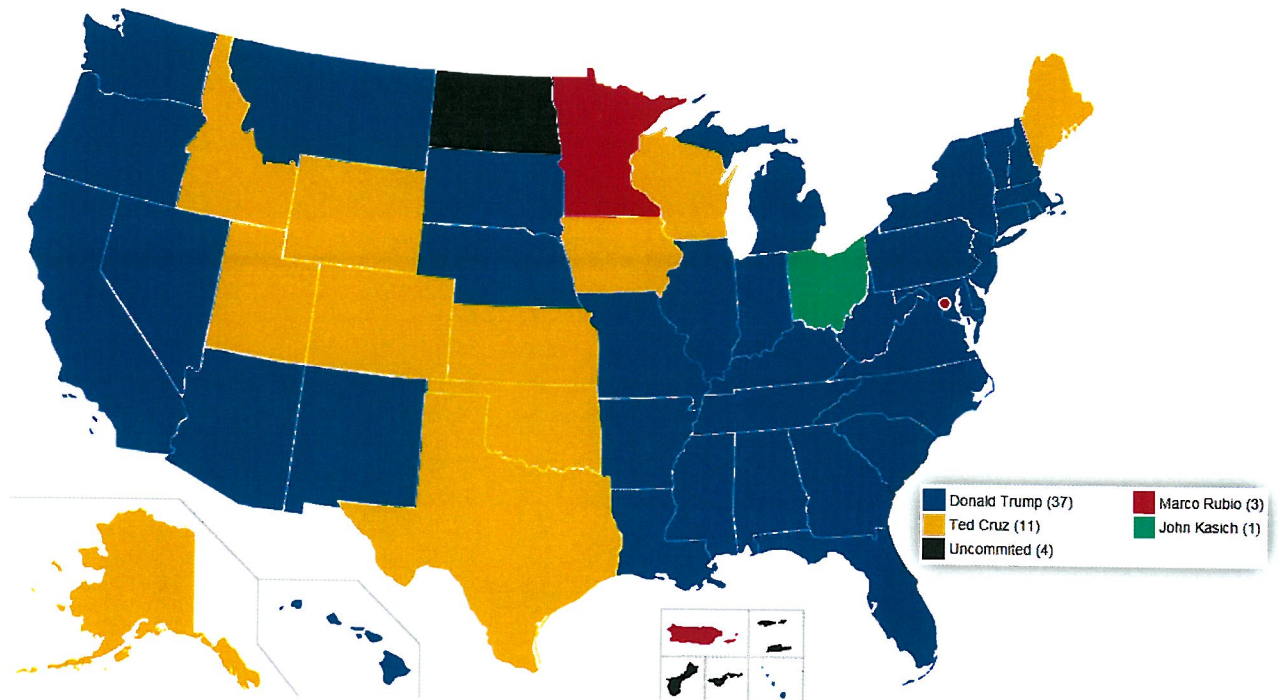 Donald Trump (37)
Ted Cruz (11)
Uncommited (4)
Marco Rubio (3)
John Kasich (1)